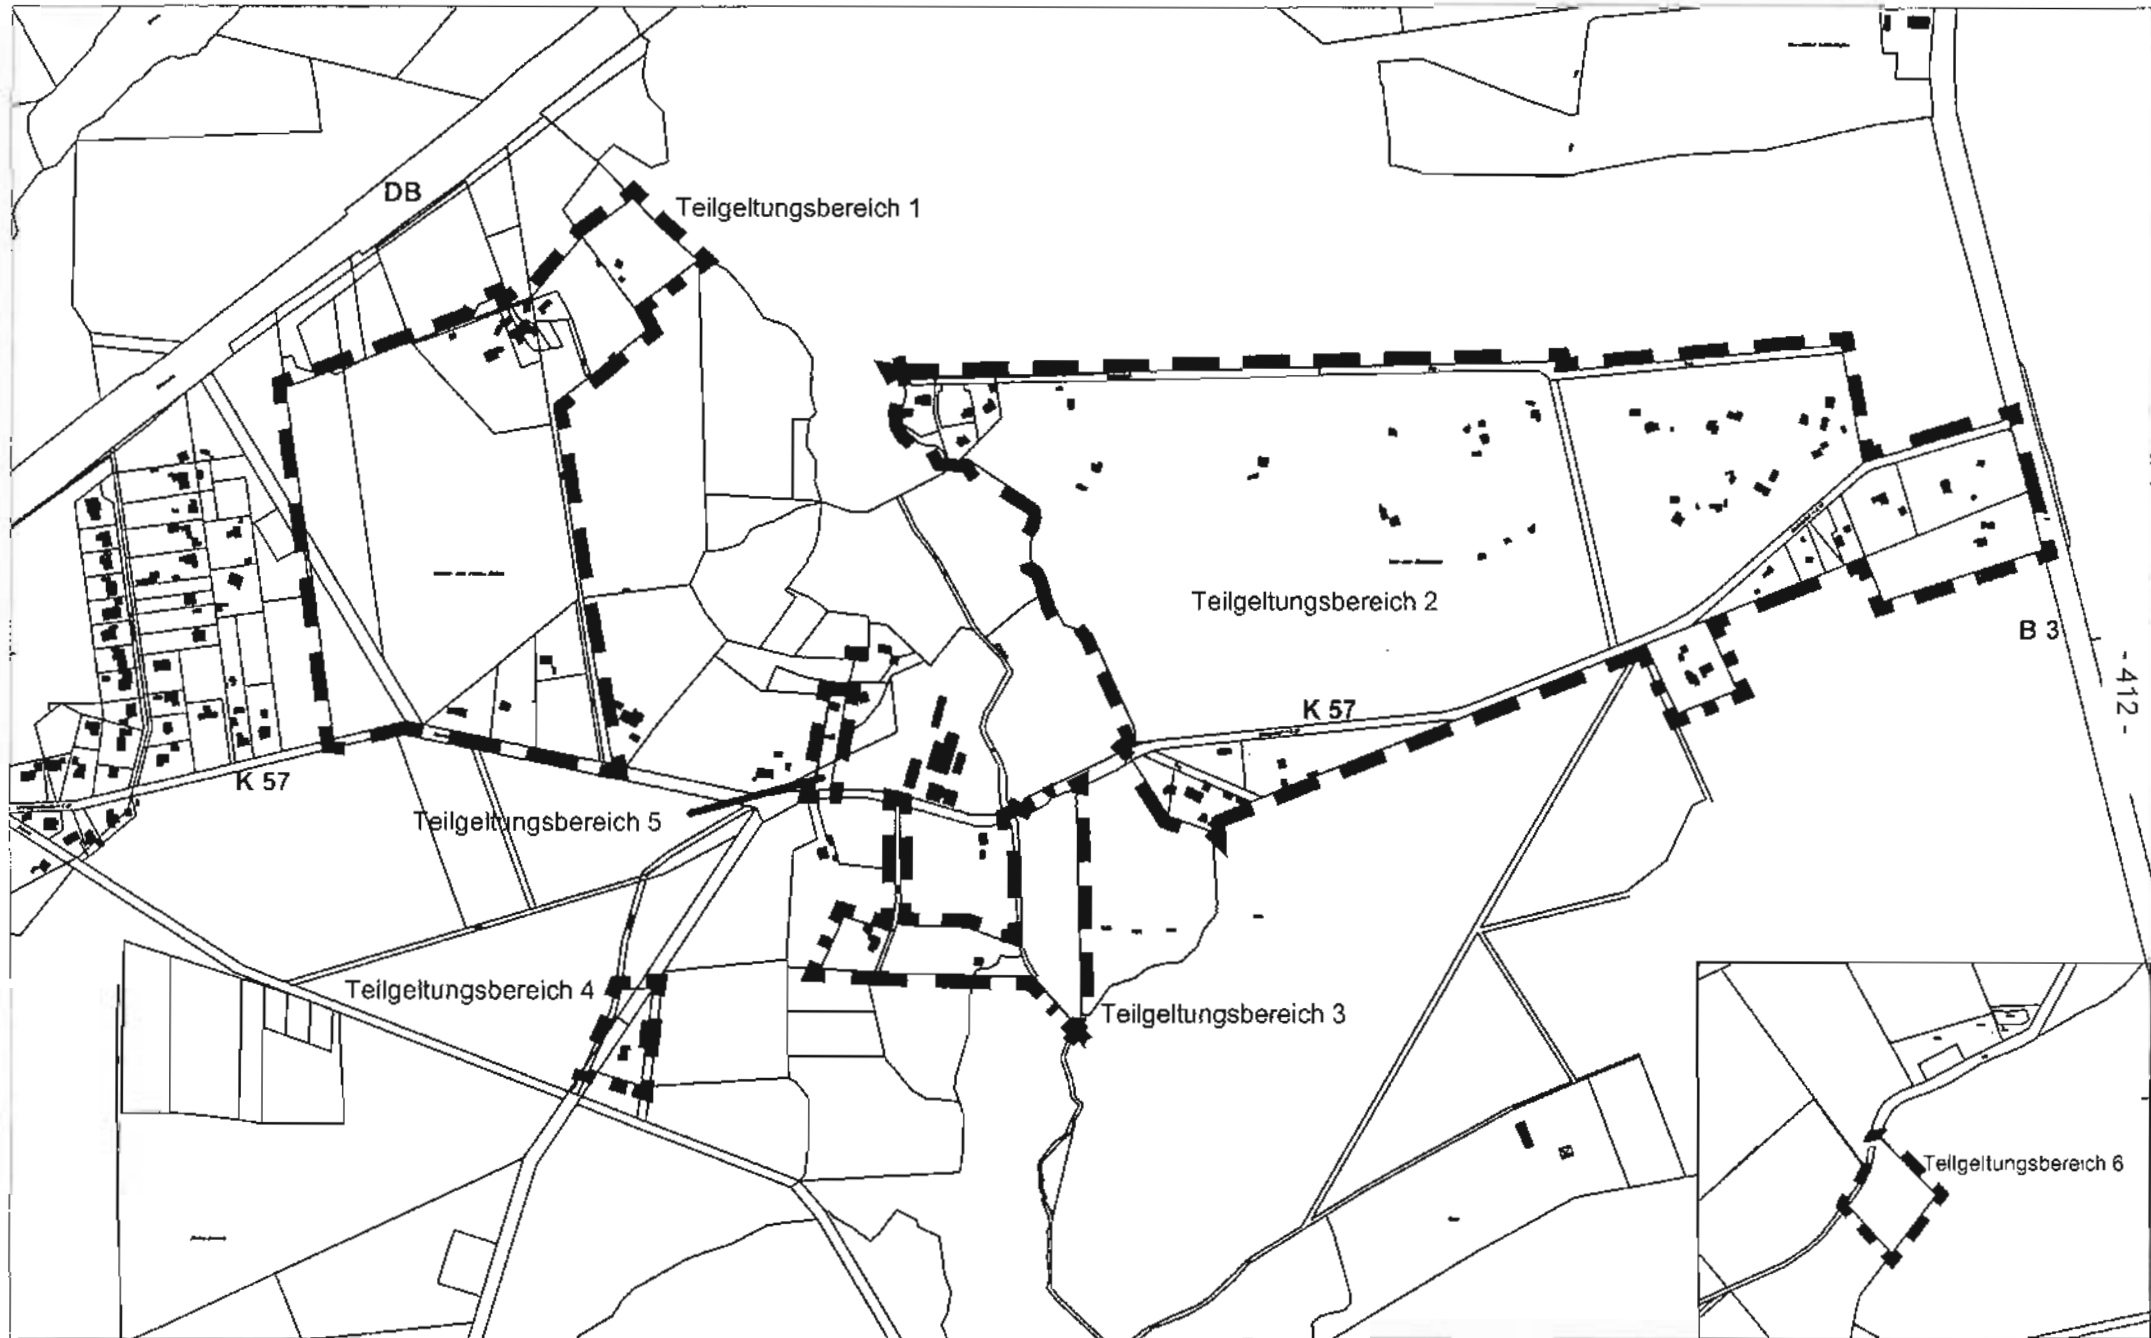 DB
Teilgeltungsbereich 1
Teilgeltungsbereich 2
B 3
- 412 -
K 57
K 57
Teilgeltungsbereich 5
Teilgeltungsbereich 4
Teilgeltungsbereich 3
Teilgeltungsbereich 6